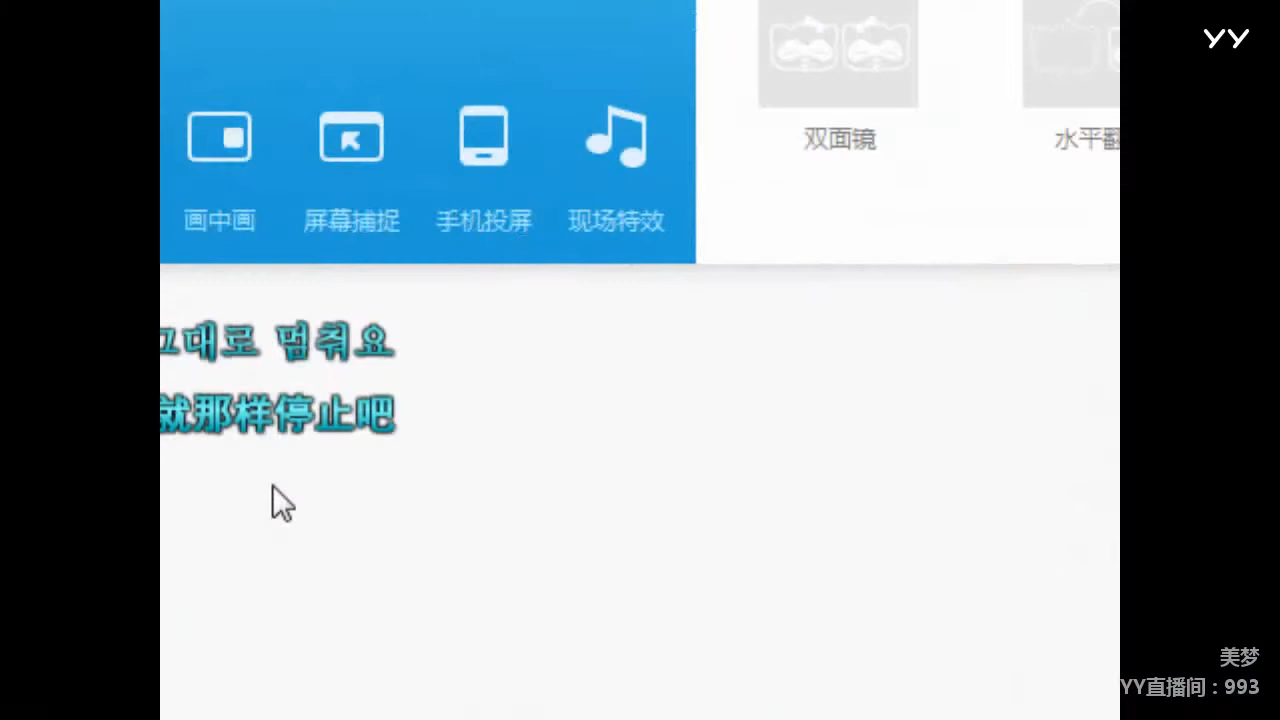 YY
双面镜
水平翻
画中画
屏幕捕捉
手机投屏
现场特效
그대로 멈춰요
就那样停止吧
美梦
YY直播间：993